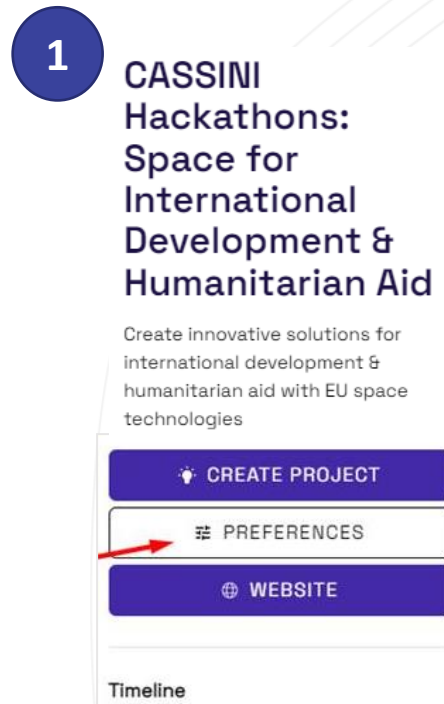 1
CASSINI
Hackathons:
Space for
International
Development &
Humanitarian Aid
Create innovative solutions for
international development &
humanitarian aid with EU space
technologies
CREATE PROJECT
PREFERENCES
WEBSITE
Timeline